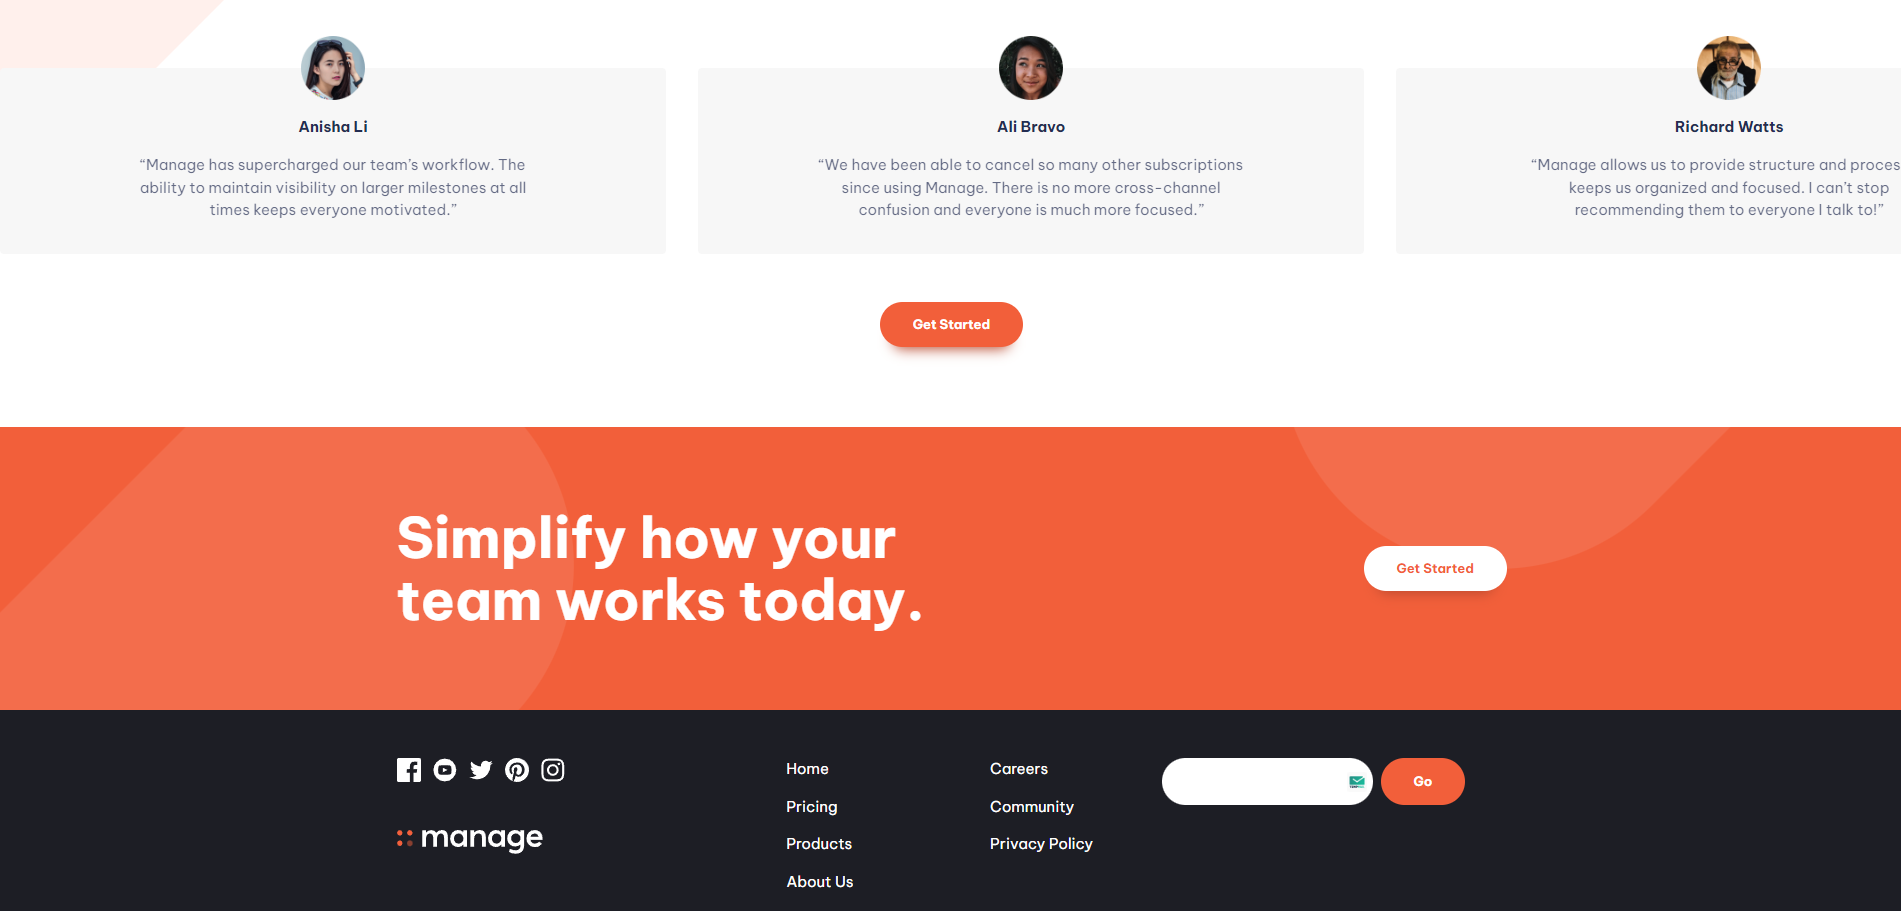 Anisha Li
“Manage has supercharged our team’s workflow. The
ability to maintain visibility on larger milestones at all
times keeps everyone motivated.”
Ali Bravo
“We have been able to cancel so many other subscriptions
since using Manage. There is no more cross-channel
confusion and everyone is much more focused.”
Richard Watts
“Manage allows us to provide structure and proces
keeps us organized and focused. I can’t stop
recommending them to everyone I talk to!”
Get Started
Simplify how your
team works today.
Get Started
manage
Home
Pricing
Products
About Us
Careers
Community
Privacy Policy
Go